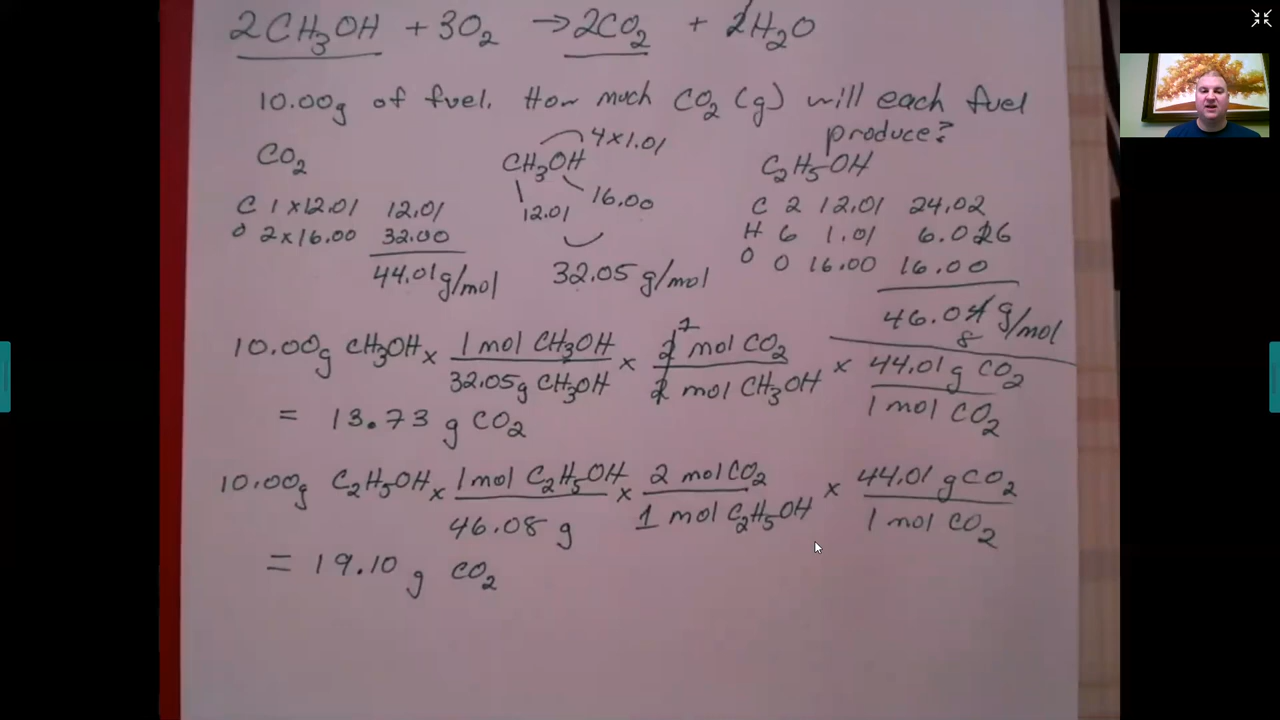 2CH₃OH + 3O₂ → 2CO₂ + 2H₂O
10.00g of fuel. How much CO₂ (g) will each fuel
produce?
CO₂
C 1 x 12.01 12.01
O 2 x 16.00 32.00
44.01 g/mol
CH₃OH 4 x 1.01
12.01 16.00
32.05 g/mol
C₂H₅OH
C 2 12.01 24.02
H 6 1.01 6.06
O O 16.00 16.00
46.08 g/mol
10.00g CH₃OH x 1 mol CH₃OH / 32.05g CH₃OH x 2 mol CO₂ / 2 mol CH₃OH x 44.01 g CO₂ / 1 mol CO₂
= 13.73 g CO₂
10.00g C₂H₅OH x 1 mol C₂H₅OH / 46.08 g x 2 mol CO₂ / 1 mol C₂H₅OH x 44.01 g CO₂ / 1 mol CO₂
= 19.10 g CO₂